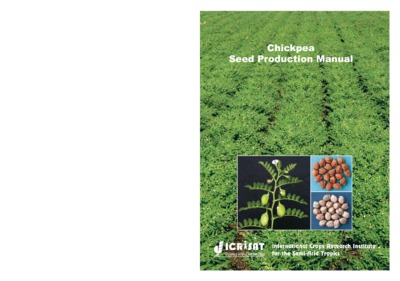 Chickpea
Seed Production Manual
ICRISAT
International Crops Research Institute
for the Semi-Arid Tropics